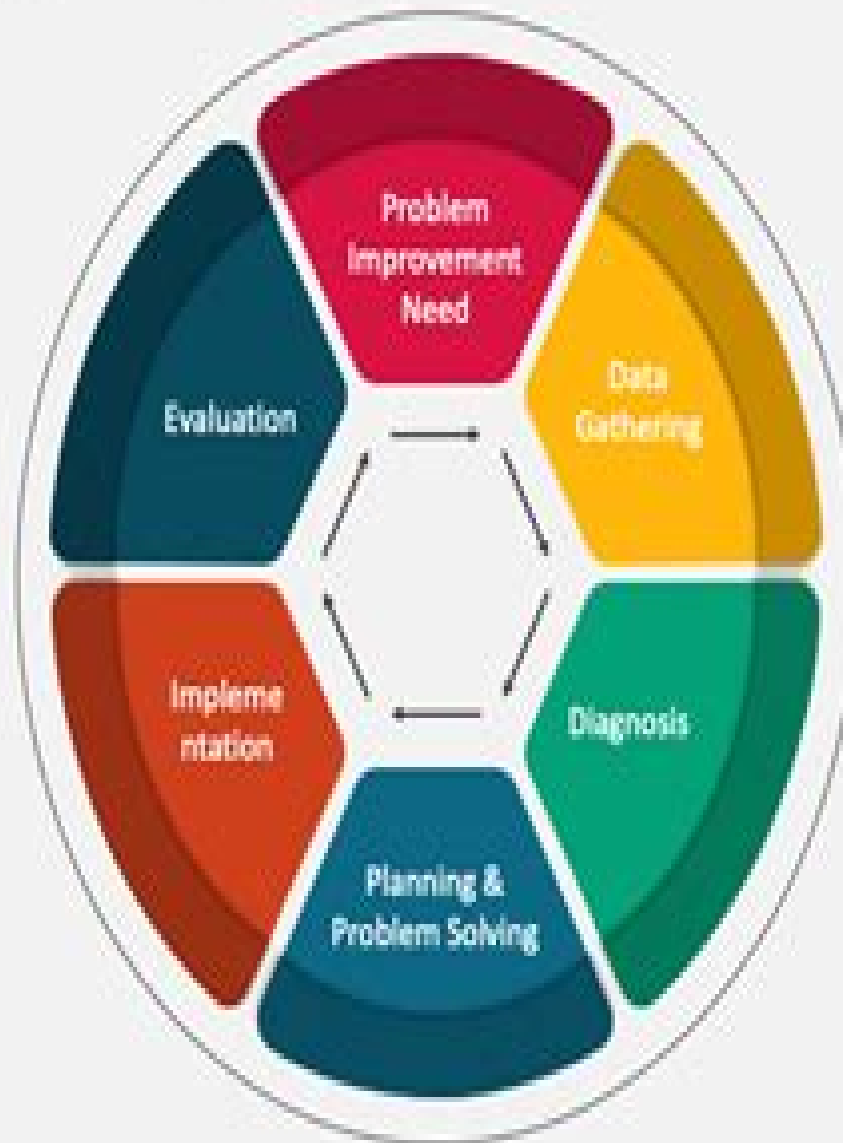 Problem
Improvement
Need
Data
Gathering
Diagnosis
Planning &
Problem Solving
Impleme
ntation
Evaluation